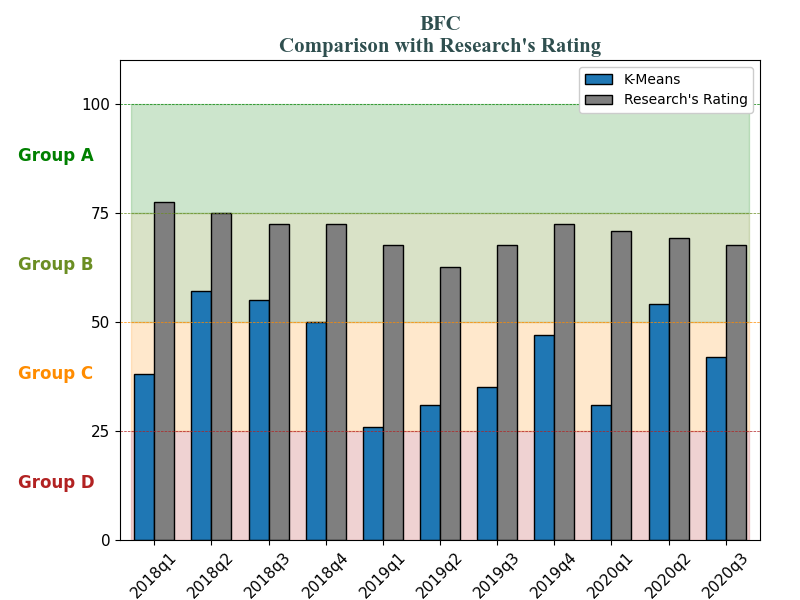 BFC
Comparison with Research's Rating
K-Means
Research's Rating
100
Group A
75
Group B
50
Group C
25
Group D
0
2018q1 2018q2 2018q3 2018q4 2019q1 2019q2 2019q3 2019q4 2020q1 2020q2 2020q3